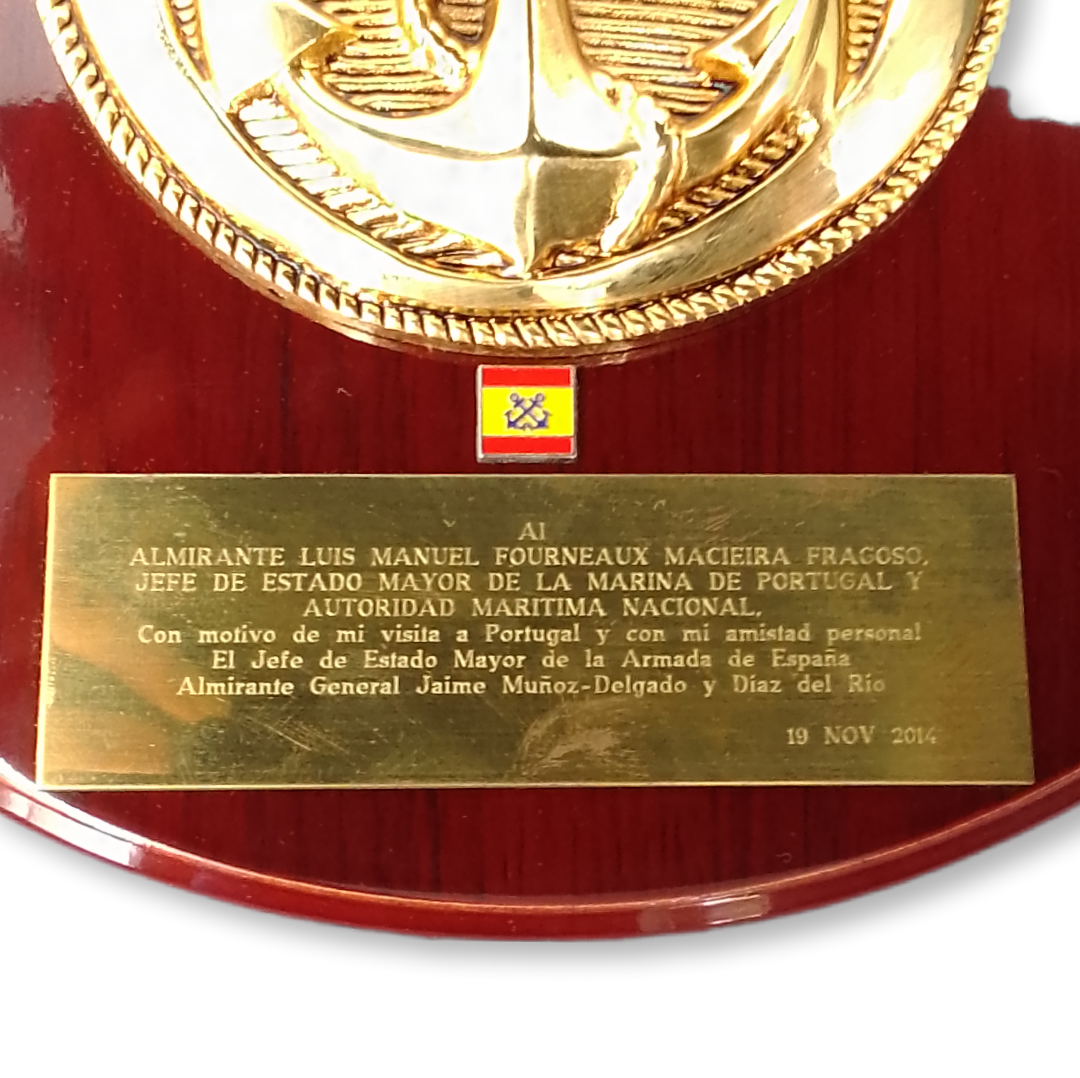 Al
ALMIRANTE LUIS MANUEL FOURNEAUX MACIEIRA FRAGOSO,
JEFE DE ESTADO MAYOR DE LA MARINA DE PORTUGAL Y
AUTORIDAD MARITIMA NACIONAL,
Con motivo de mi visita a Portugal y con mi amistad personal
El Jefe de Estado Mayor de la Armada de España
Almirante General Jaime Muñoz-Delgado y Díaz del Río
19 NOV 2014